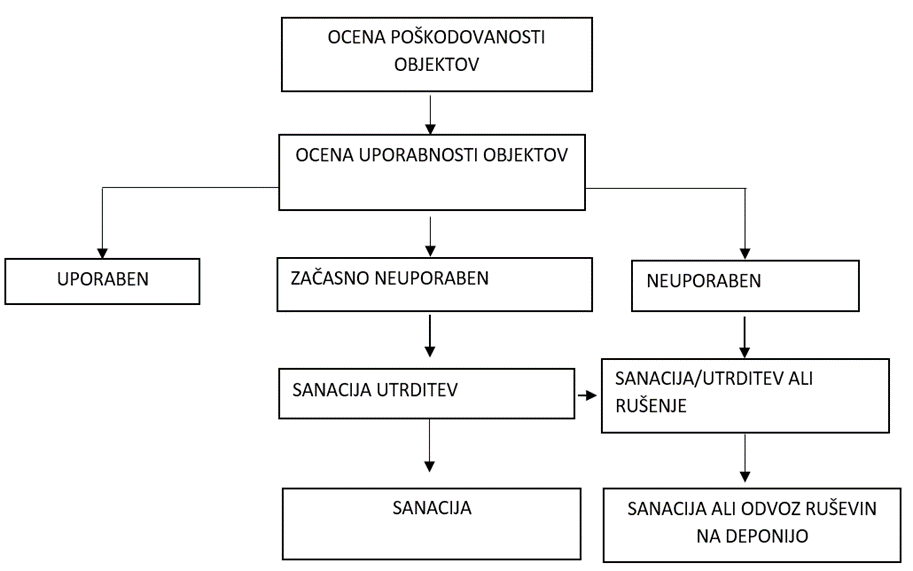 OCENA POŠKODOVANOSTI
OBJEKTOV
OCENA UPORABNOSTI OBJEKTOV
UPORABEN
ZAČASNO NEUPORABEN
NEUPORABEN
SANACIJA UTRDITEV
SANACIJA/UTRDITEV ALI
RUŠENJE
SANACIJA
SANACIJA ALI ODVOZ RUŠEVIN
NA DEPONIJO